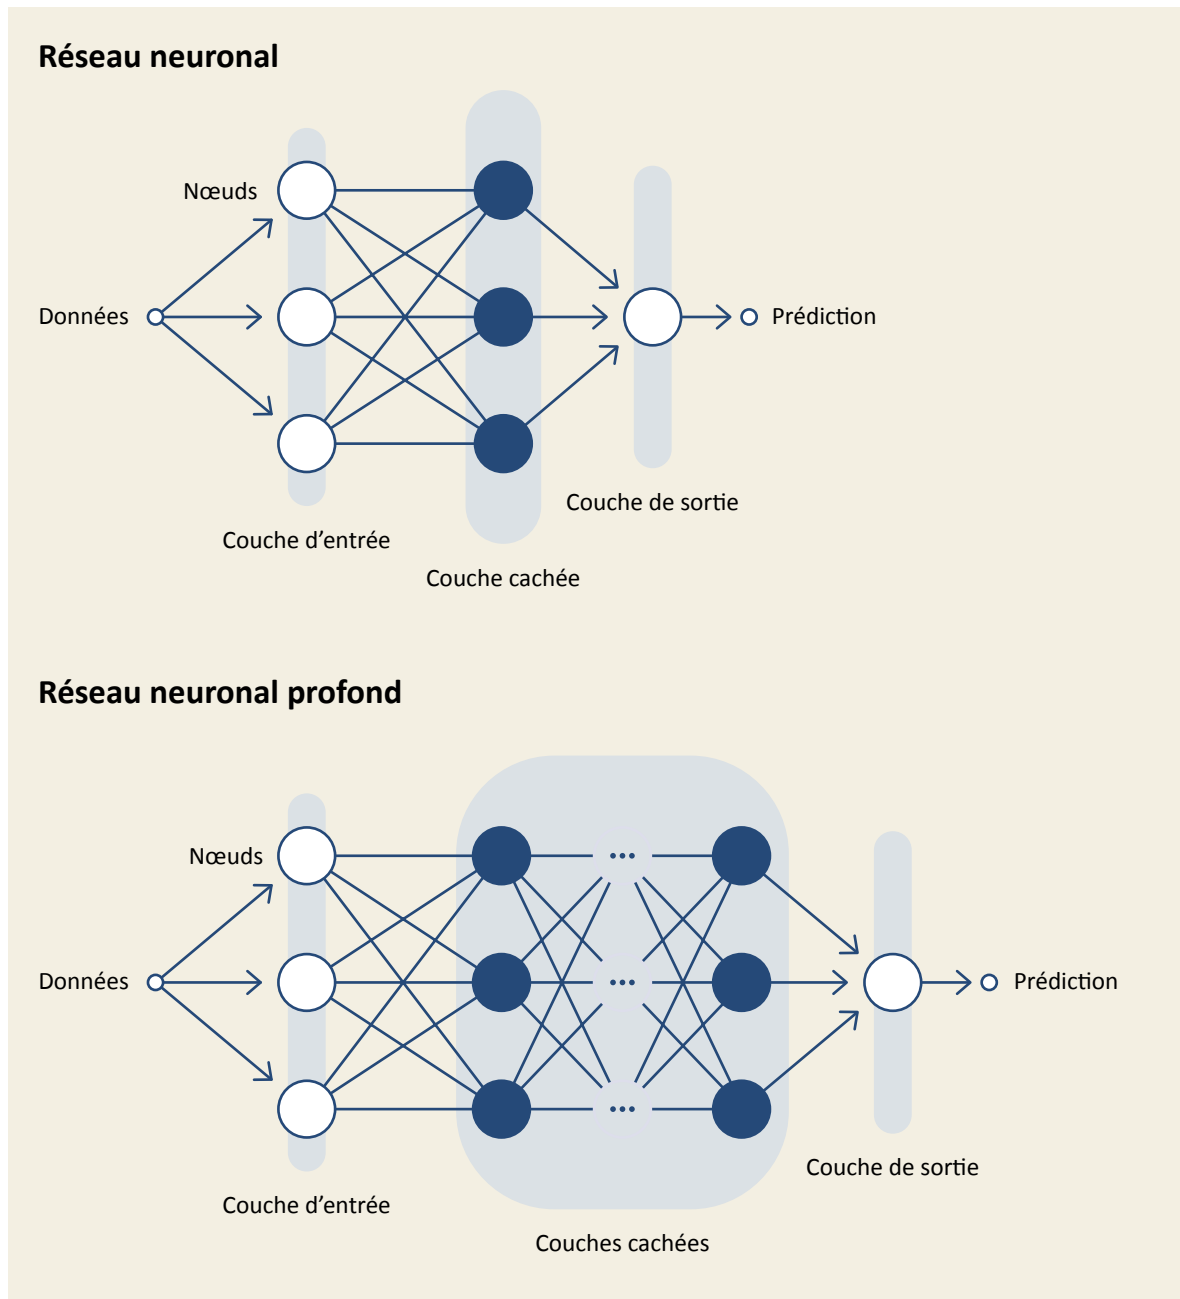 Réseau neuronal
Nœuds
Données
Prédiction
Couche de sortie
Couche d’entrée
Couche cachée
Réseau neuronal profond
Nœuds
...
Données
...
Prédiction
...
Couche de sortie
Couche d’entrée
Couches cachées